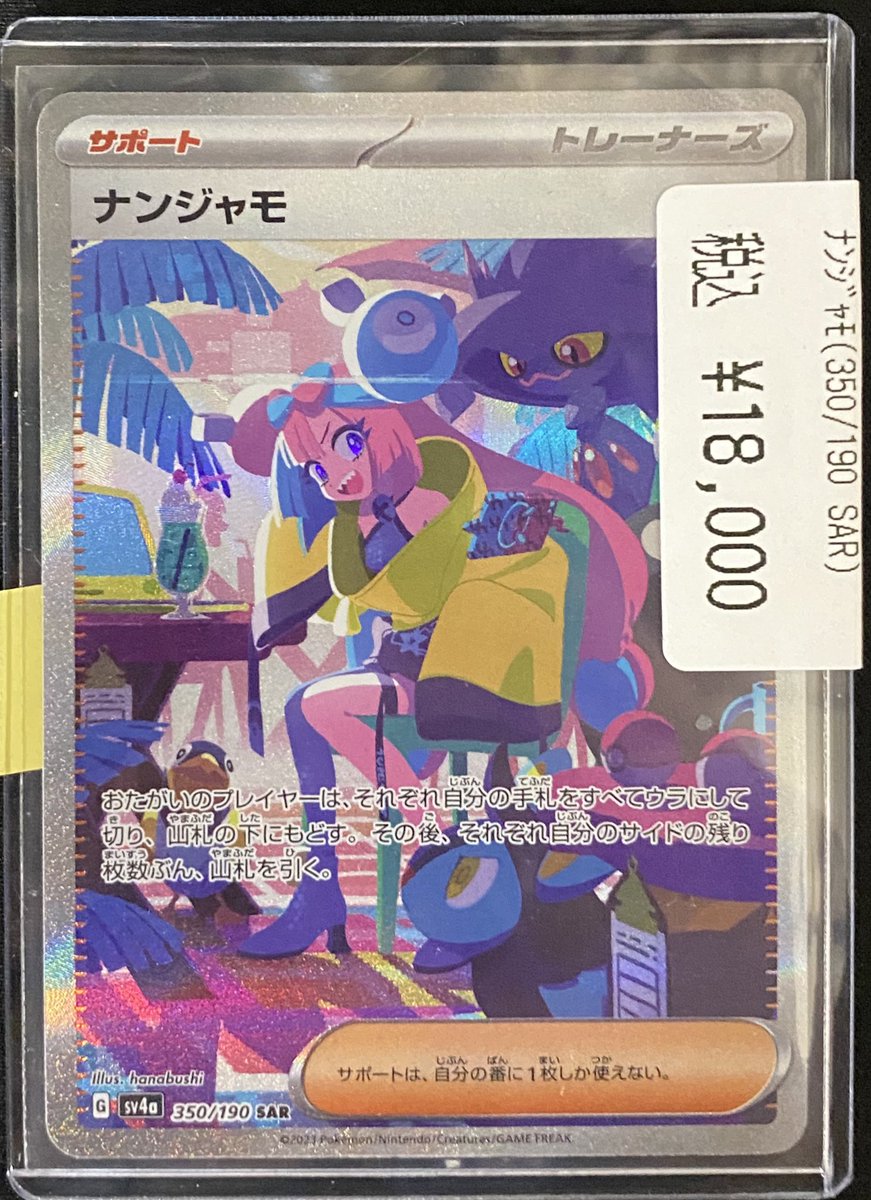 サポート
トレーナーズ
ナンジャモ
ナンジャモ(350/190 SAR)
税込 ¥18,000
おたがいのプレイヤーは、それぞれ自分の手札をすべてウラにして
切り、山札の下にもどす。その後、それぞれ自分のサイドの残り
枚数ぶん、山札を引く。
サポートは、自分の番に1枚しか使えない。
Illus. hanabushi
G sv4a 350/190 SAR
©2023 Pokémon/Nintendo/Creatures/GAME FREAK.